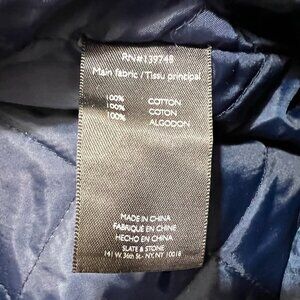 RN#139748
Main fabric / Tissu principal
100% COTTON
100% COTON
100% ALGODON
MADE IN CHINA
FABRIQUE EN CHINE
HECHO EN CHINA
SLATE & STONE
141 W. 36th St- NY, NY 10018